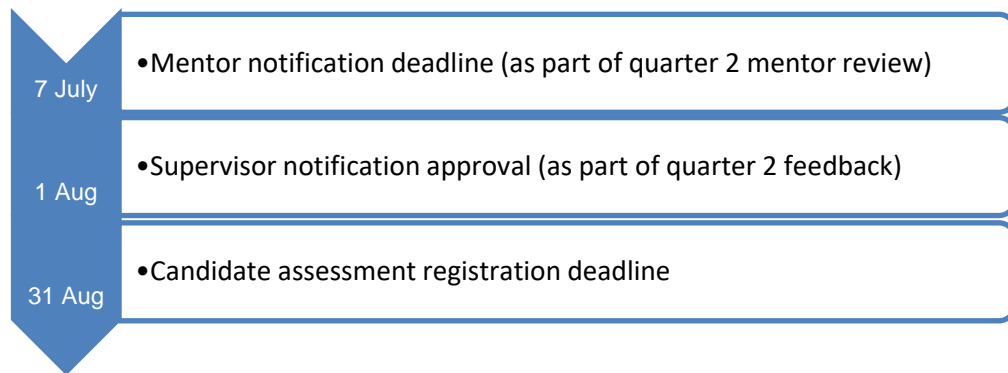 7 July
•Mentor notification deadline (as part of quarter 2 mentor review)
1 Aug
•Supervisor notification approval (as part of quarter 2 feedback)
31 Aug
•Candidate assessment registration deadline